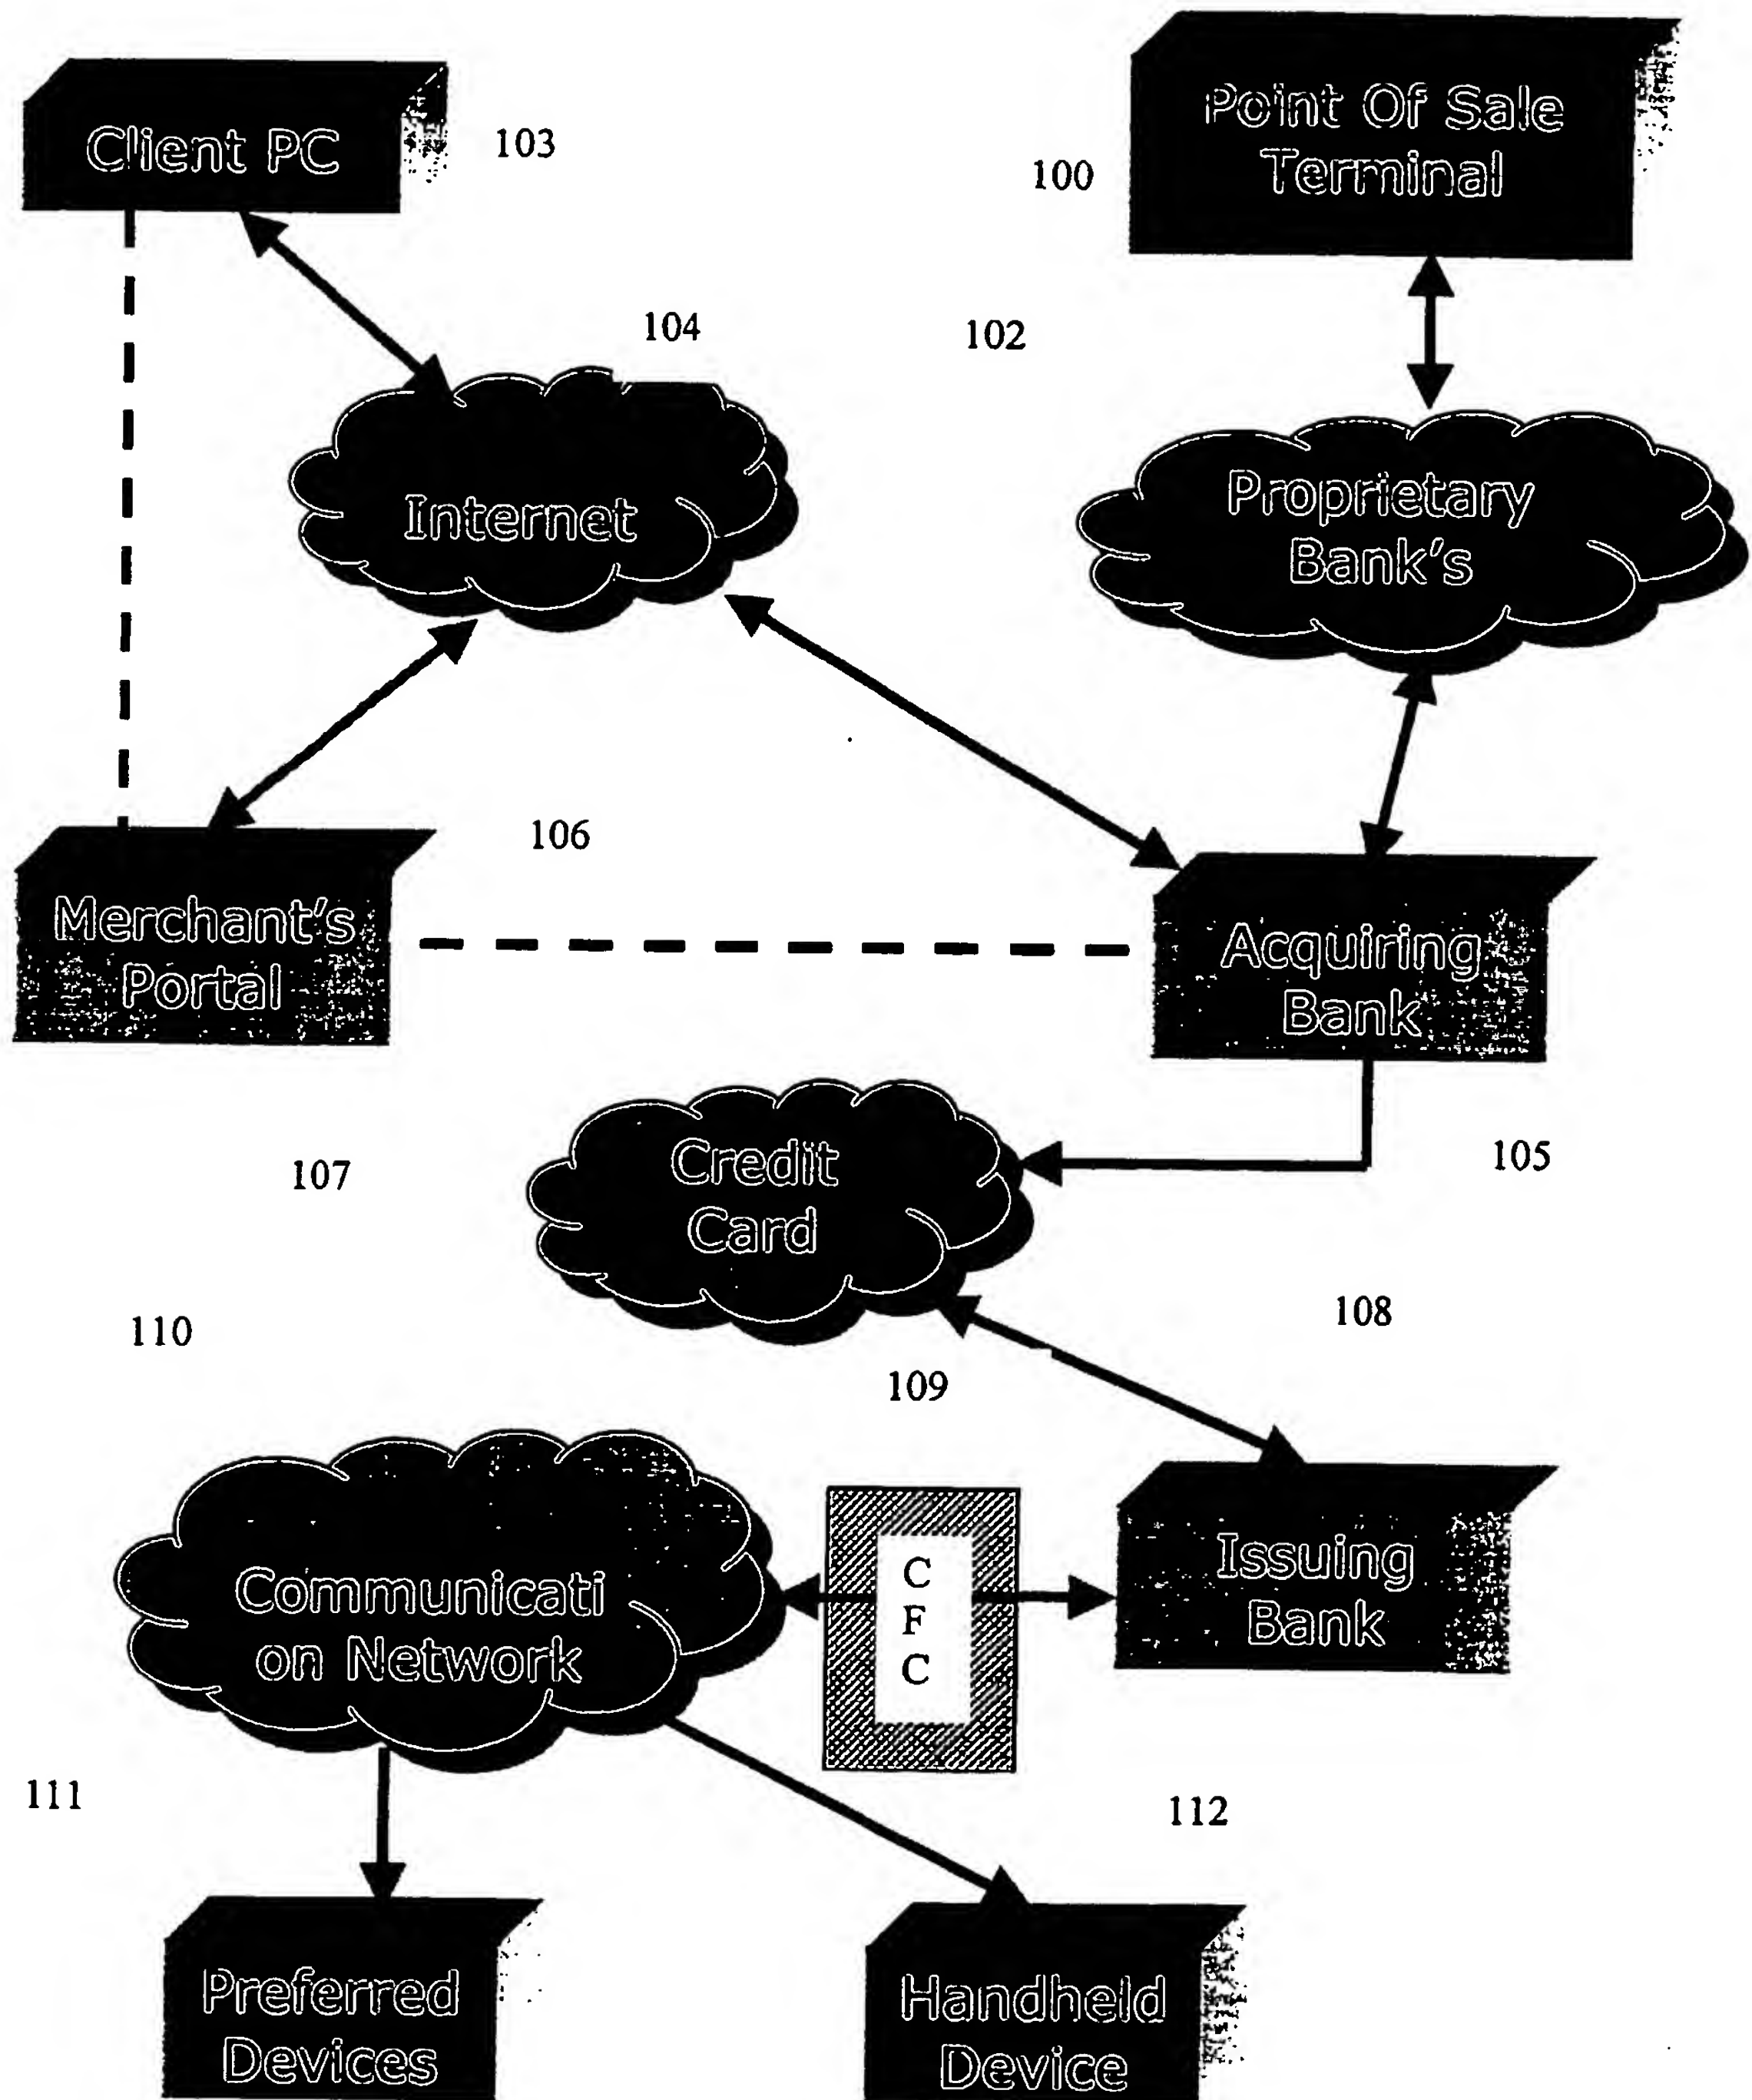 Client PC
103
Point Of Sale
Terminal
100
104
102
Internet
Proprietary
Bank's
106
Merchant's
Portal
Acquiring
Bank
107
Credit
Card
105
110
108
109
Communicati
on Network
C
F
C
Issuing
Bank
111
112
Preferred
Devices
Handheld
Device